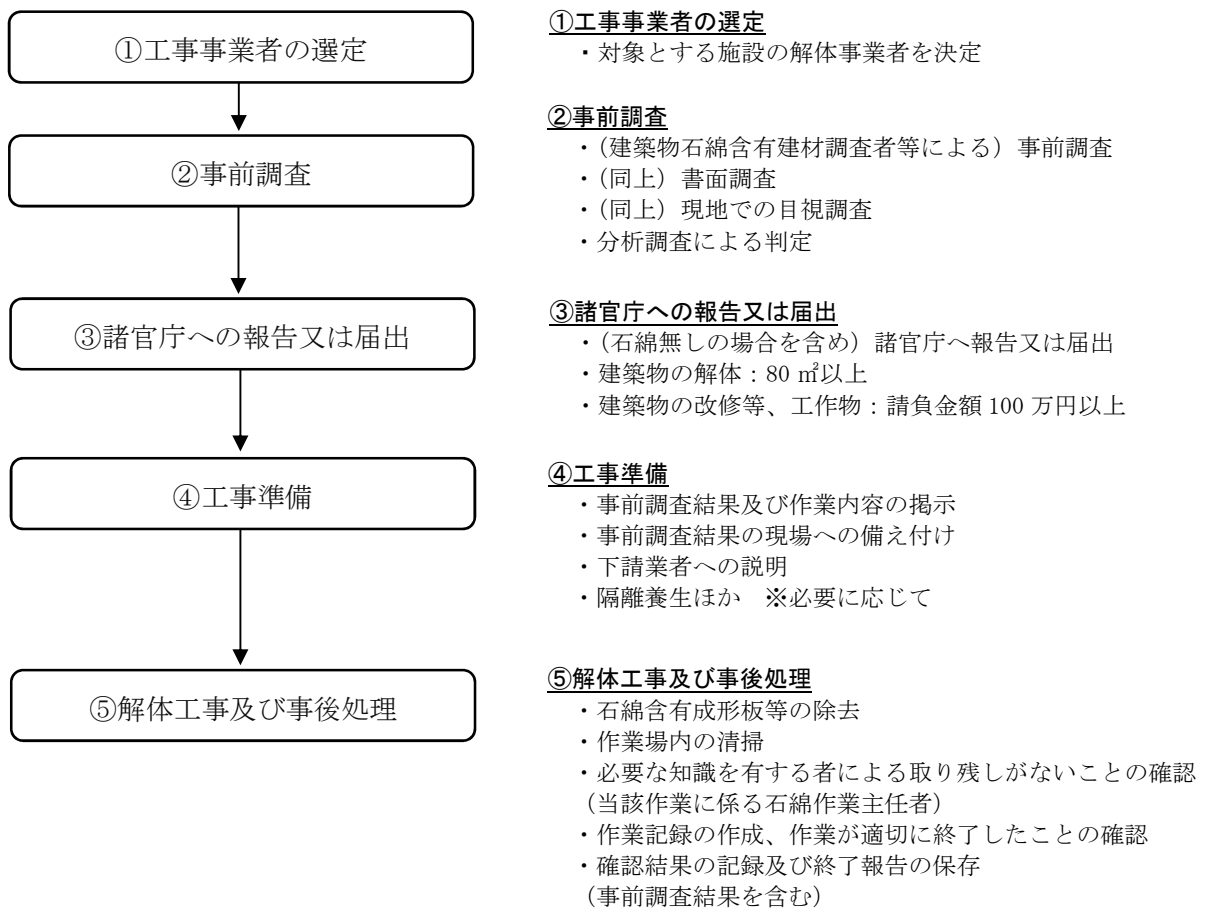 ①工事事業者の選定
②事前調査
③諸官庁への報告又は届出
④工事準備
⑤解体工事及び事後処理
①工事事業者の選定
・対象とする施設の解体事業者を決定
②事前調査
・（建築物石綿含有建材調査者等による）事前調査
・（同上）書面調査
・（同上）現地での目視調査
・分析調査による判定
③諸官庁への報告又は届出
・（石綿無しの場合を含め）諸官庁へ報告又は届出
・建築物の解体：80 ㎡以上
・建築物の改修等、工作物：請負金額 100 万円以上
④工事準備
・事前調査結果及び作業内容の掲示
・事前調査結果の現場への備え付け
・下請業者への説明
・隔離養生ほか　※必要に応じて
⑤解体工事及び事後処理
・石綿含有成形板等の除去
・作業場内の清掃
・必要な知識を有する者による取り残しがないことの確認
（当該作業に係る石綿作業主任者）
・作業記録の作成、作業が適切に終了したことの確認
・確認結果の記録及び終了報告の保存
（事前調査結果を含む）